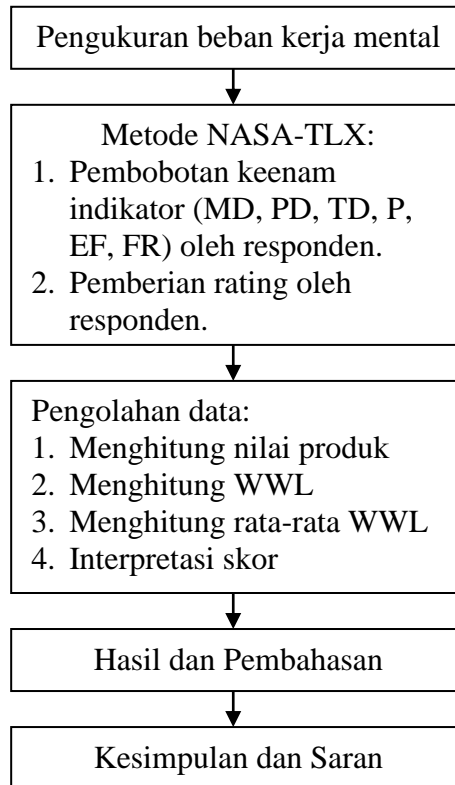 Pengukuran beban kerja mental
Metode NASA-TLX:
1. Pembobotan keenam
indikator (MD, PD, TD, P,
EF, FR) oleh responden.
2. Pemberian rating oleh
responden.
Pengolahan data:
1. Menghitung nilai produk
2. Menghitung WWL
3. Menghitung rata-rata WWL
4. Interpretasi skor
Hasil dan Pembahasan
Kesimpulan dan Saran